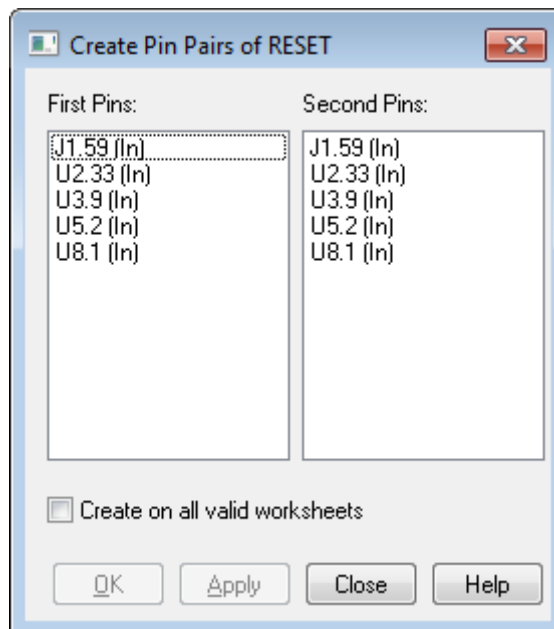 Create Pin Pairs of RESET
First Pins:
Second Pins:
J1.59 (In)
U2.33 (In)
U3.9 (In)
U5.2 (In)
U8.1 (In)
J1.59 (In)
U2.33 (In)
U3.9 (In)
U5.2 (In)
U8.1 (In)
Create on all valid worksheets
OK
Apply
Close
Help